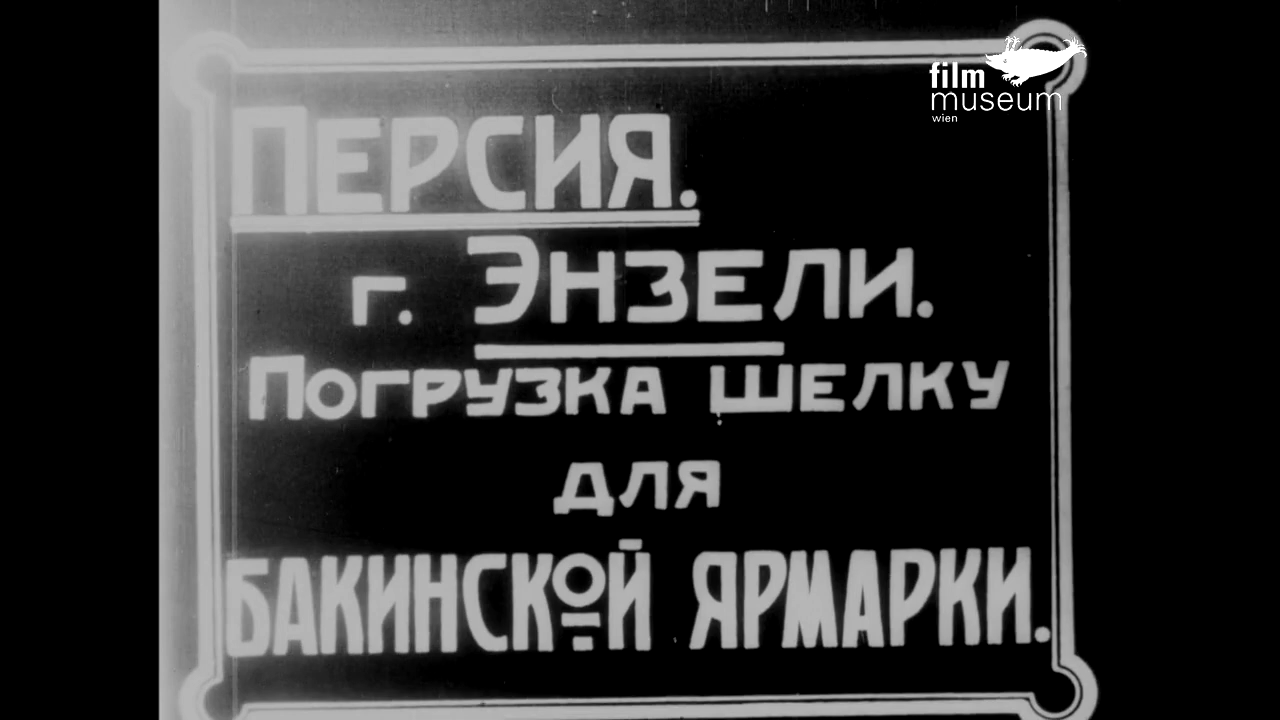 film
museum
wien
ПЕРСИЯ.
г. ЭНЗЕЛИ.
ПОГРУЗКА ШЕЛКУ
ДЛЯ
БАКИНСКОЙ ЯРМАРКИ.